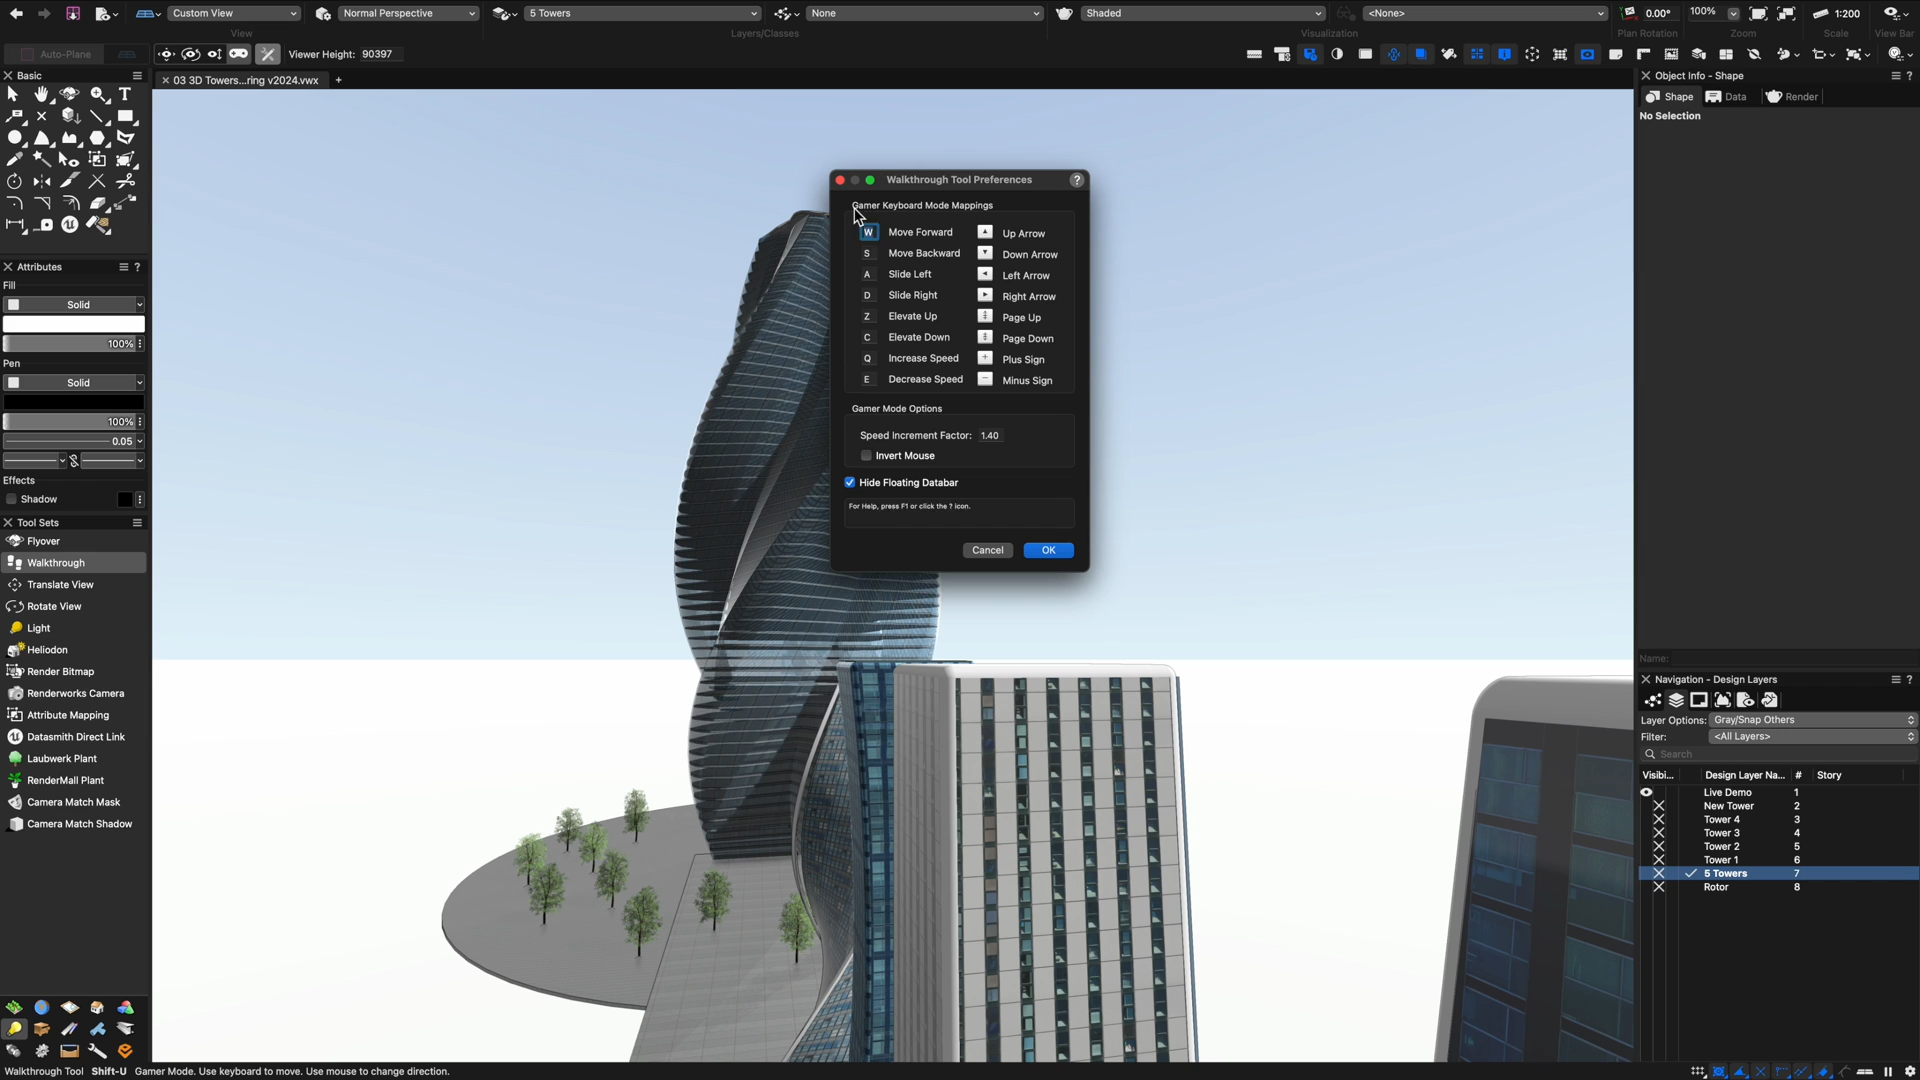 Custom View
Normal Perspective
5 Towers
None
Shaded
<None>
0.00°
100%
1:200
View
Layers/Classes
Visualization
Plan Rotation
Zoom
Scale
View Bar
Auto-Plane
Viewer Height: 90397
Basic
03 3D Towers...ring v2024.vwx
+
Object Info - Shape
?
Shape
Data
Render
No Selection
Attributes
?
Fill
Solid
100%
Pen
Solid
100%
0.05
Effects
Shadow
Tool Sets
Flyover
Walkthrough
Translate View
Rotate View
Light
Heliodon
Render Bitmap
Renderworks Camera
Attribute Mapping
Datasmith Direct Link
Laubwerk Plant
RenderMall Plant
Camera Match Mask
Camera Match Shadow
Walkthrough Tool Preferences
?
Gamer Keyboard Mode Mappings
W Move Forward Up Arrow
S Move Backward Down Arrow
A Slide Left Left Arrow
D Slide Right Right Arrow
Z Elevate Up Page Up
C Elevate Down Page Down
Q Increase Speed + Plus Sign
E Decrease Speed − Minus Sign
Gamer Mode Options
Speed Increment Factor: 1.40
Invert Mouse
Hide Floating Databar
For Help, press F1 or click the ? icon.
Cancel
OK
Name:
Navigation - Design Layers
?
Layer Options: Gray/Snap Others
Filter: <All Layers>
Search
Visibi... Design Layer Na... # Story
Live Demo 1
New Tower 2
Tower 4 3
Tower 3 4
Tower 2 5
Tower 1 6
5 Towers 7
Rotor 8
Walkthrough Tool Shift-U Gamer Mode. Use keyboard to move. Use mouse to change direction.